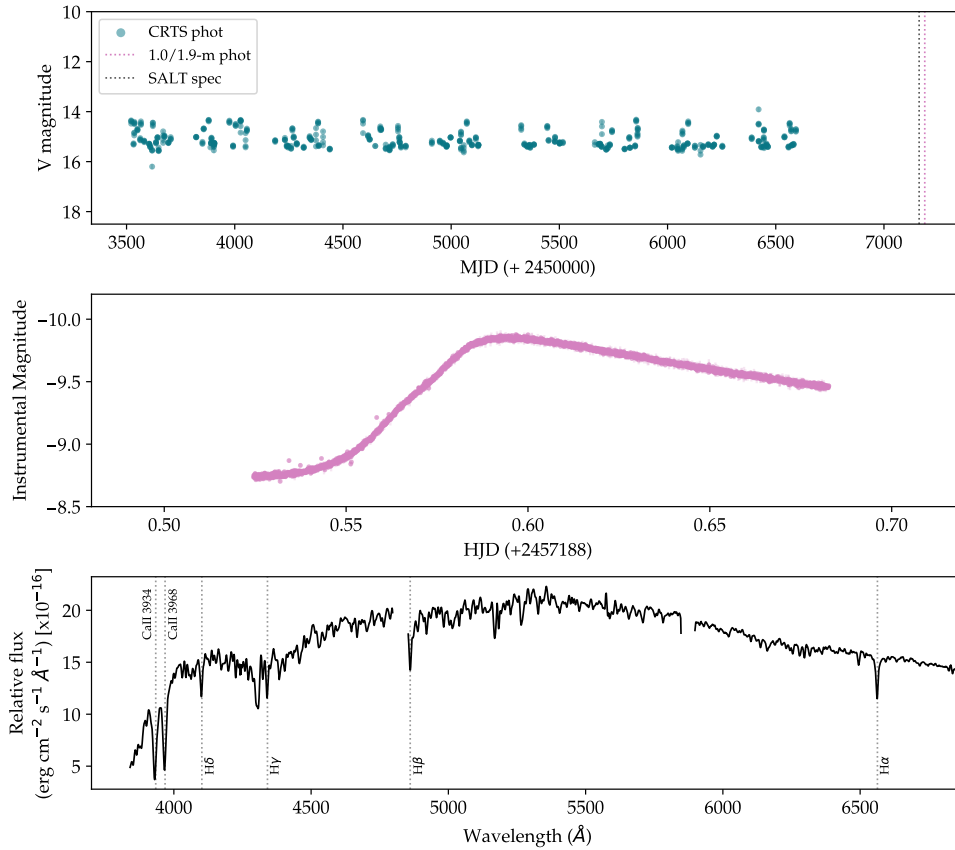 10
12
14
16
18
V magnitude
CRTS phot
1.0/1.9-m phot
SALT spec
3500 4000 4500 5000 5500 6000 6500 7000
MJD (+ 2450000)
−10.0
−9.5
−9.0
−8.5
Instrumental Magnitude
0.50 0.55 0.60 0.65 0.70
HJD (+2457188)
20
15
10
5
Relative flux
(erg cm⁻² s⁻¹ Å⁻¹) [x10⁻¹⁶]
CaII 3934
CaII 3968
Hδ
Hγ
Hβ
Hα
4000 4500 5000 5500 6000 6500
Wavelength (Å)